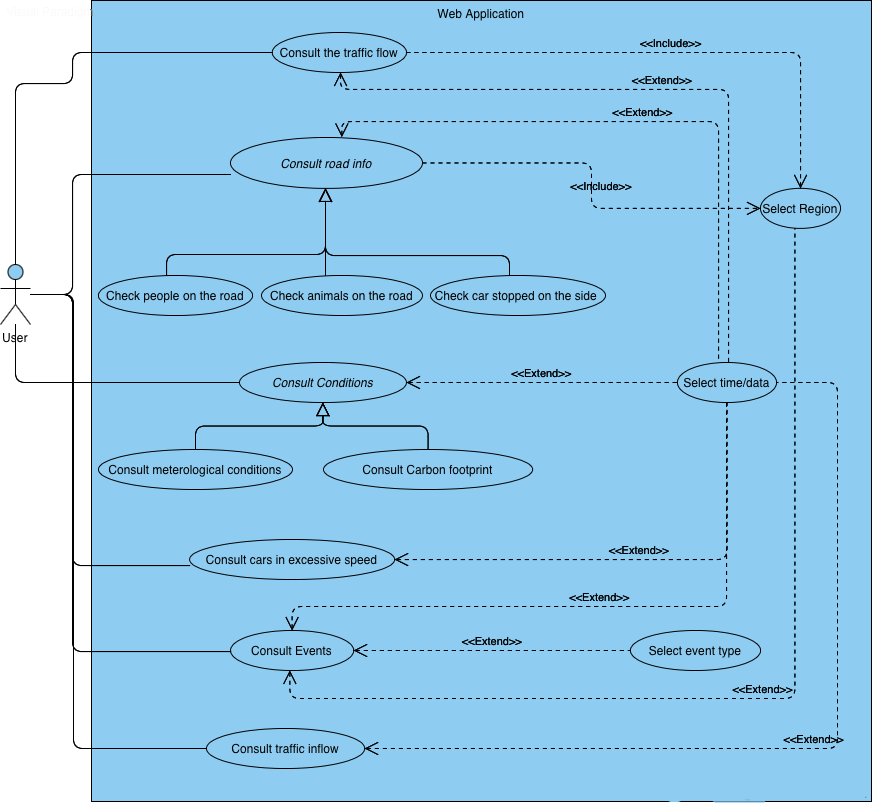 Web Application
Consult the traffic flow
<<Include>>
<<Extend>>
<<Extend>>
Consult road info
<<Include>>
Select Region
Check people on the road
Check animals on the road
Check car stopped on the side
User
Consult Conditions
<<Extend>>
Select time/data
Consult meterological conditions
Consult Carbon footprint
Consult cars in excessive speed
<<Extend>>
<<Extend>>
Consult Events
<<Extend>>
Select event type
<<Extend>>
Consult traffic inflow
<<Extend>>